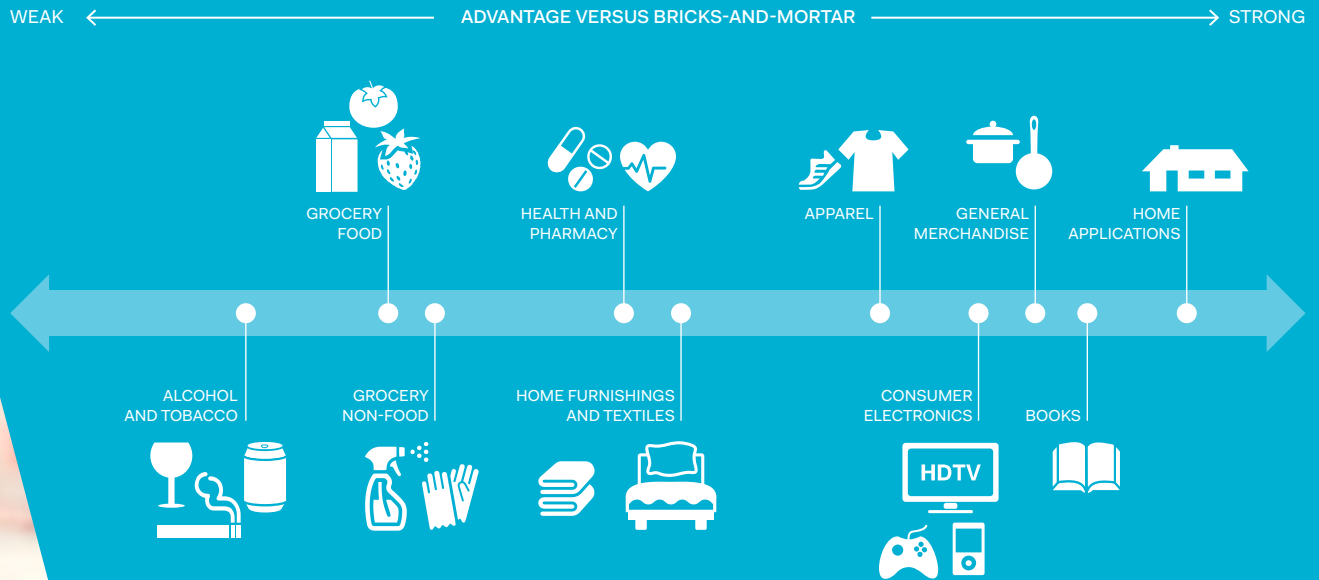 WEAK
ADVANTAGE VERSUS BRICKS-AND-MORTAR
STRONG
GROCERY
FOOD
HEALTH AND
PHARMACY
APPAREL
GENERAL
MERCHANDISE
HOME
APPLICATIONS
ALCOHOL
AND TOBACCO
GROCERY
NON-FOOD
HOME FURNISHINGS
AND TEXTILES
CONSUMER
ELECTRONICS
BOOKS
HDTV